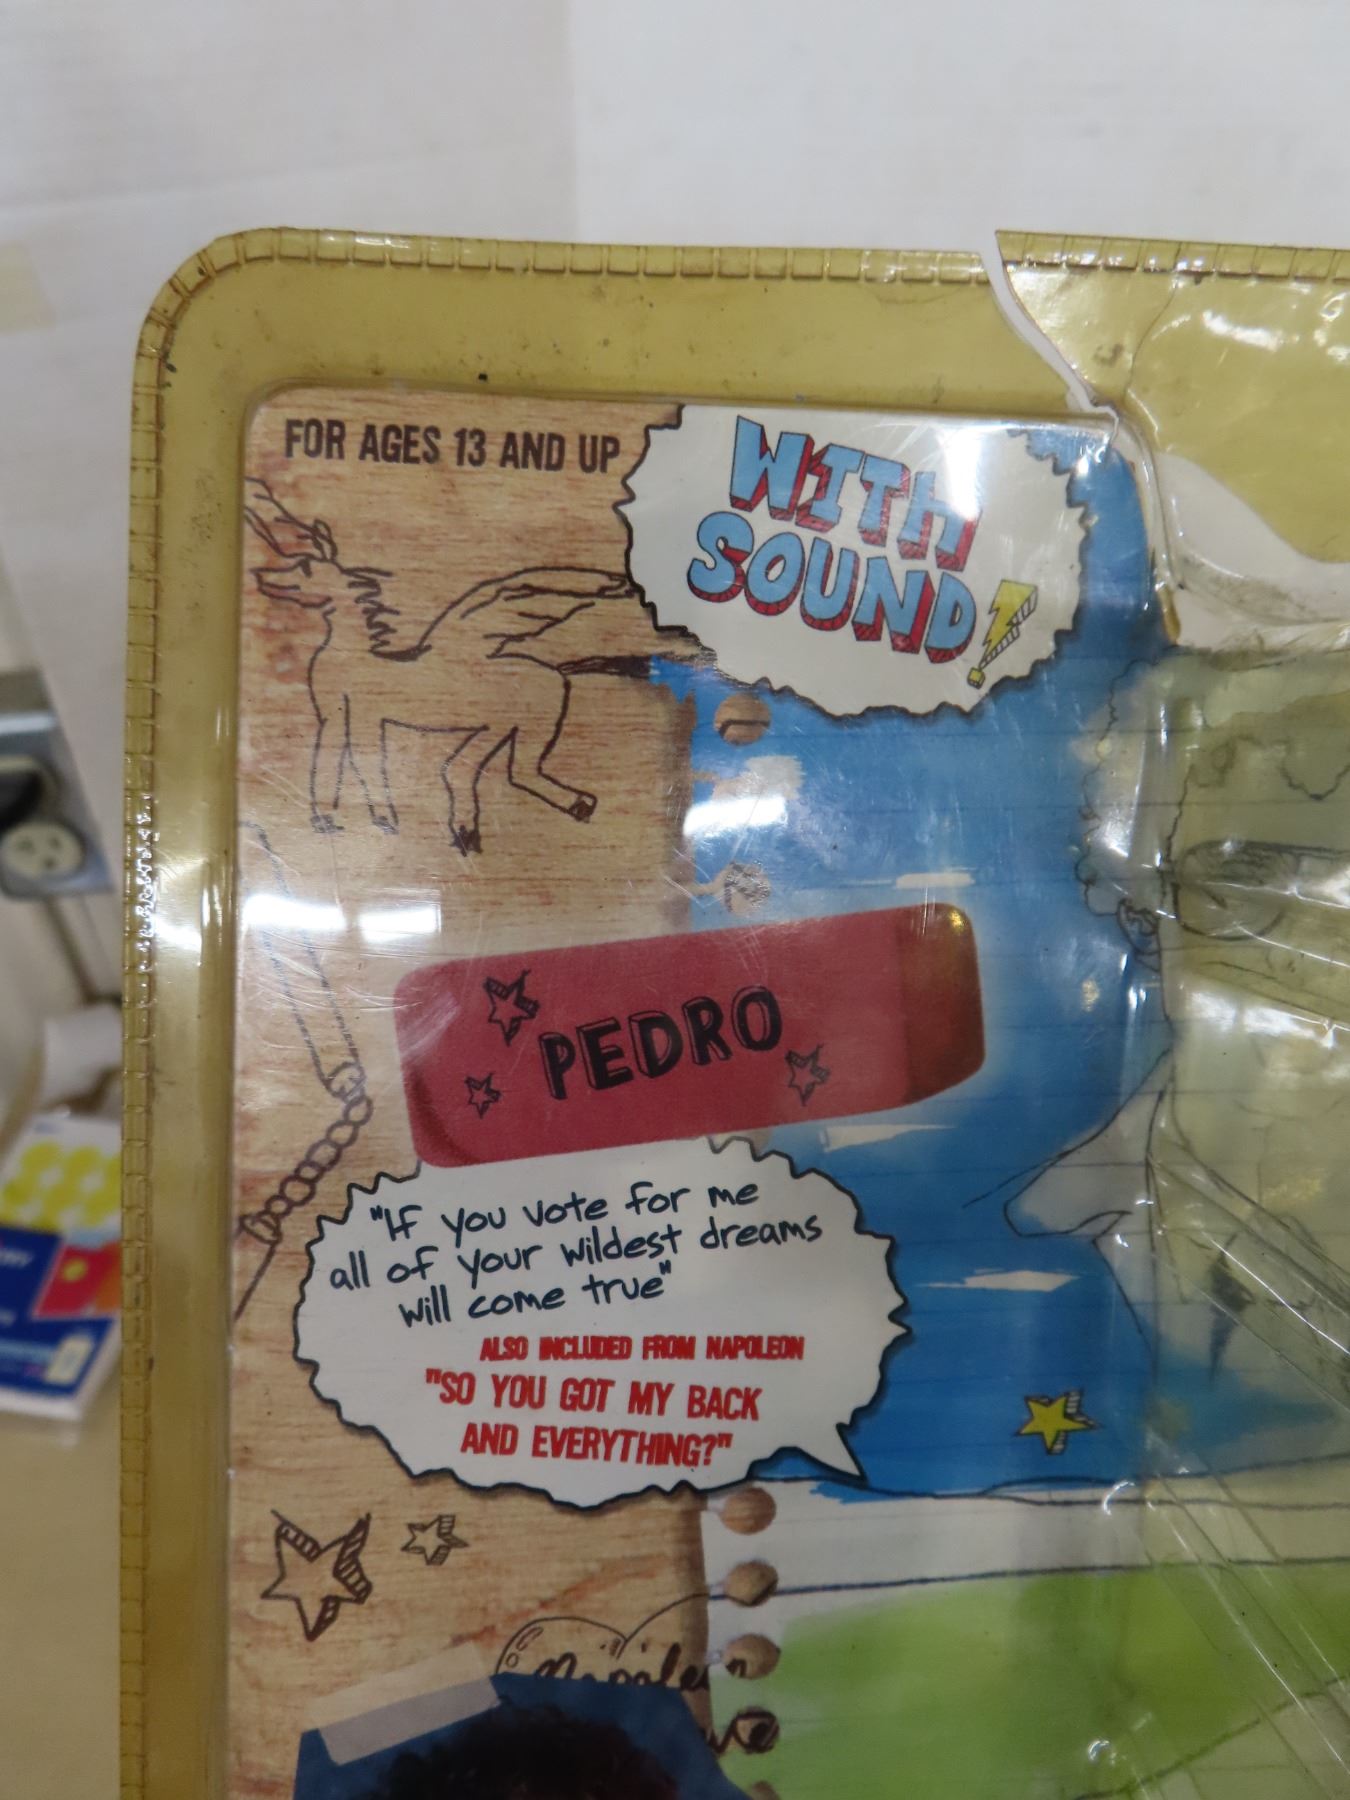 FOR AGES 13 AND UP
WITH
SOUND!
PEDRO
"If you vote for me
all of your wildest dreams
will come true"
ALSO INCLUDED FROM NAPOLEON
"SO YOU GOT MY BACK
AND EVERYTHING?"
Napoleon